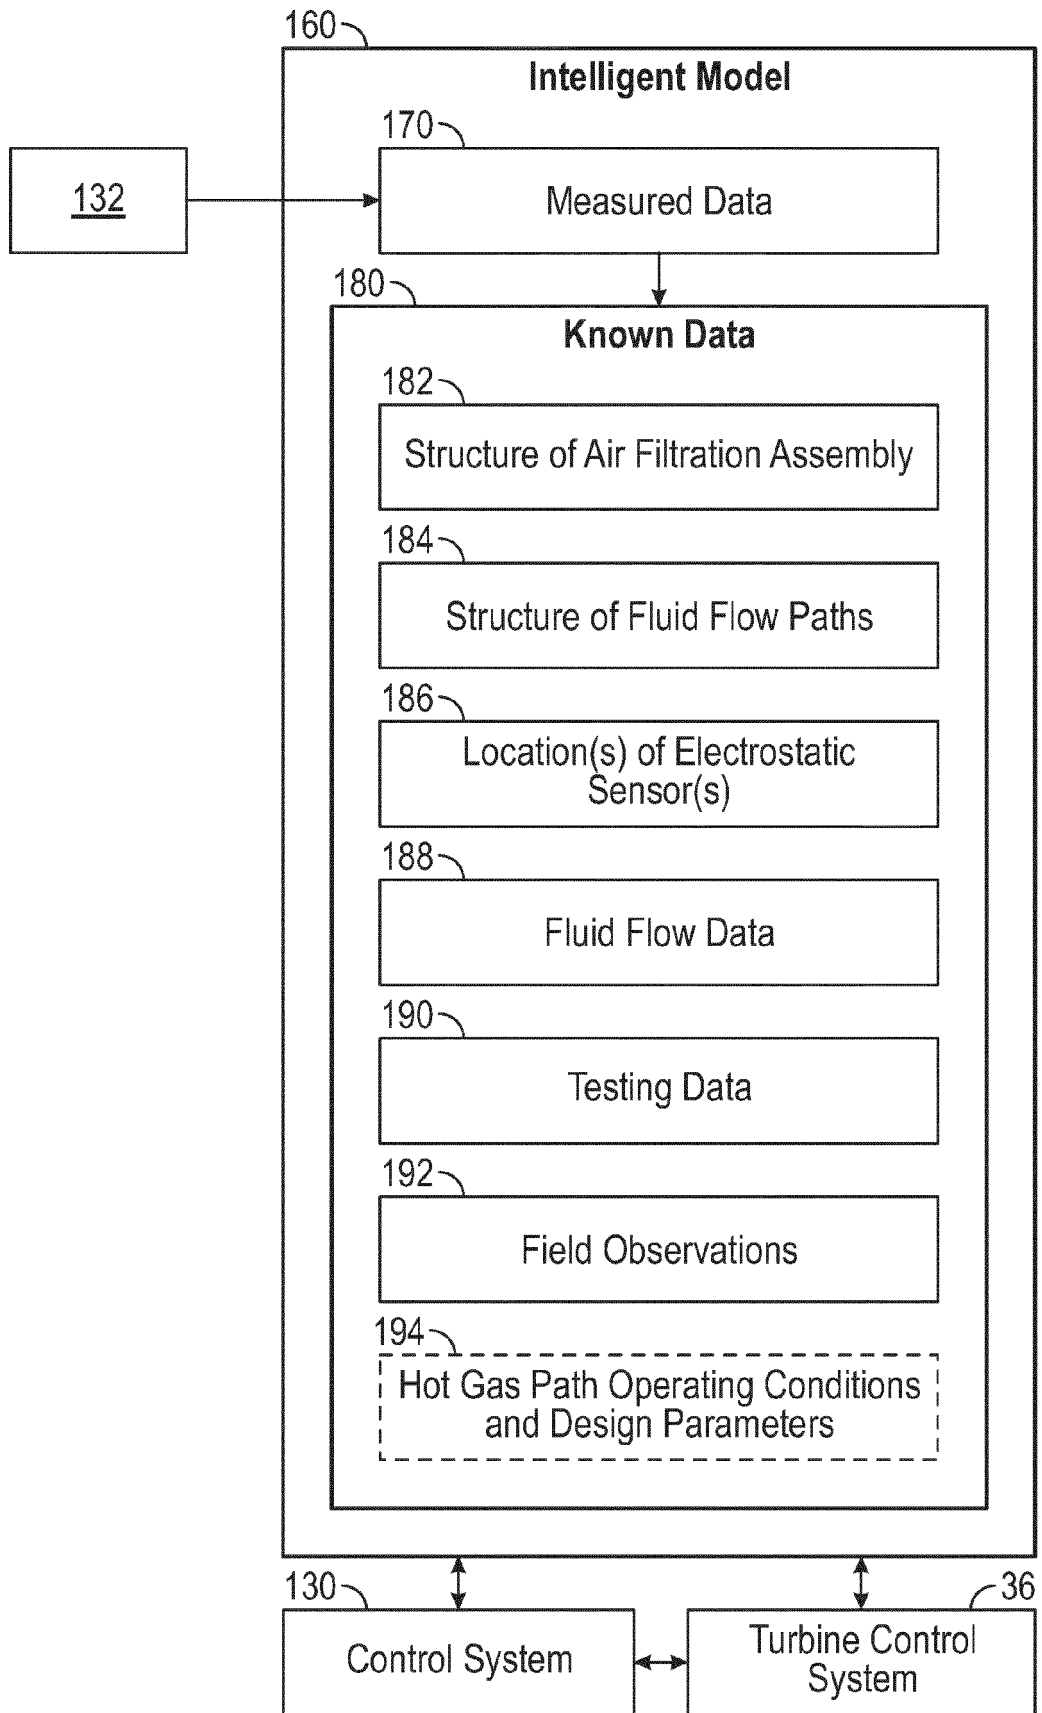 160
Intelligent Model
170
132
Measured Data
180
Known Data
182
Structure of Air Filtration Assembly
184
Structure of Fluid Flow Paths
186
Location(s) of Electrostatic
Sensor(s)
188
Fluid Flow Data
190
Testing Data
192
Field Observations
194
Hot Gas Path Operating Conditions
and Design Parameters
130
36
Control System
Turbine Control
System